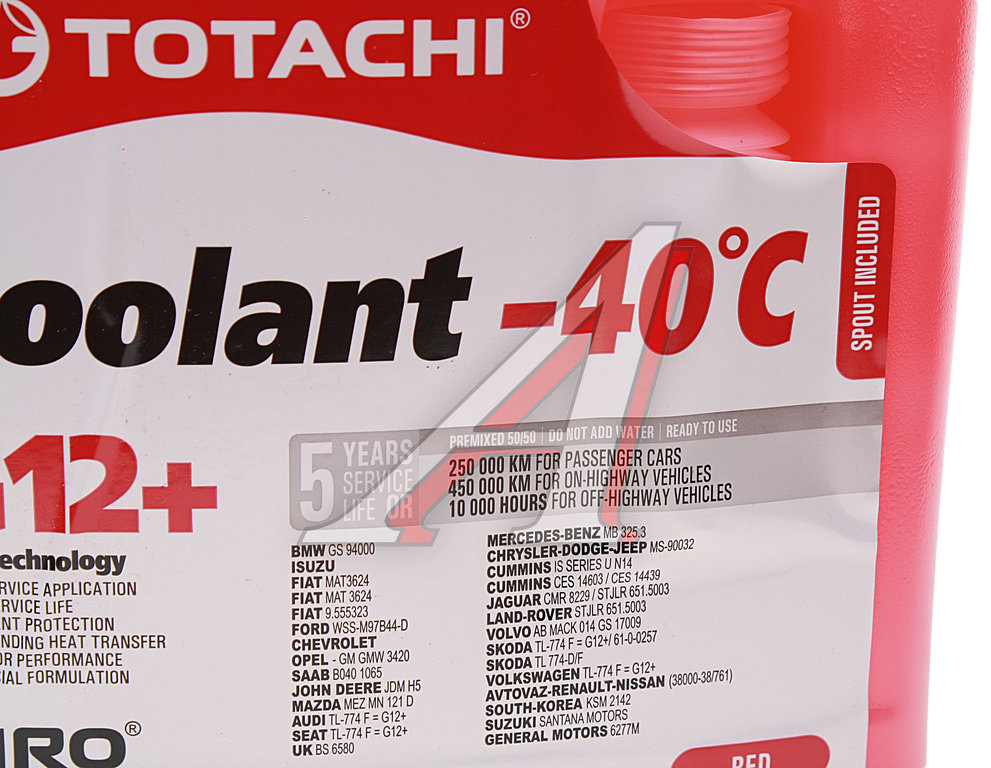 TOTACHI®
SPOUT INCLUDED
oolant -40°C
12+
5 YEARS SERVICE LIFE OR
PREMIXED 50/50 | DO NOT ADD WATER | READY TO USE
250 000 KM FOR PASSENGER CARS
450 000 KM FOR ON-HIGHWAY VEHICLES
10 000 HOURS FOR OFF-HIGHWAY VEHICLES
echnology
ERVICE APPLICATION
ERVICE LIFE
NT PROTECTION
NDING HEAT TRANSFER
OR PERFORMANCE
CIAL FORMULATION
IRO®
BMW GS 94000
ISUZU
FIAT MAT3624
FIAT MAT 3624
FIAT 9.555323
FORD WSS-M97B44-D
CHEVROLET
OPEL - GM GMW 3420
SAAB B040 1065
JOHN DEERE JDM H5
MAZDA MEZ MN 121 D
AUDI TL-774 F = G12+
SEAT TL-774 F = G12+
UK BS 6580
MERCEDES-BENZ MB 325.3
CHRYSLER-DODGE-JEEP MS-90032
CUMMINS IS SERIES U N14
CUMMINS CES 14603 / CES 14439
JAGUAR CMR 8229 / STJLR 651.5003
LAND-ROVER STJLR 651.5003
VOLVO AB MACK 014 GS 17009
SKODA TL-774 F = G12+/ 61-0-0257
SKODA TL 774-D/F
VOLKSWAGEN TL-774 F = G12+
AVTOVAZ-RENAULT-NISSAN (38000-38/761)
SOUTH-KOREA KSM 2142
SUZUKI SANTANA MOTORS
GENERAL MOTORS 6277M
RED